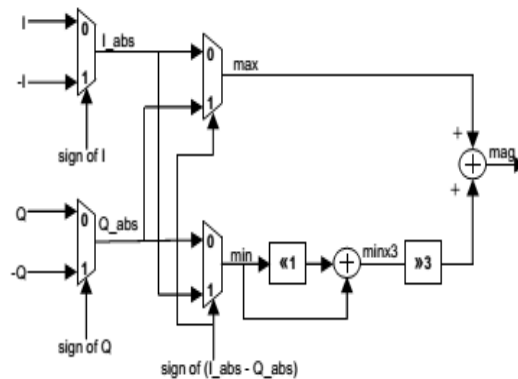 I
0
I_abs
-I
1
sign of I
0
1
max
+
mag
+
Q
0
Q_abs
-Q
1
sign of Q
0
1
min
«1
+
minx3
»3
sign of (I_abs - Q_abs)
+